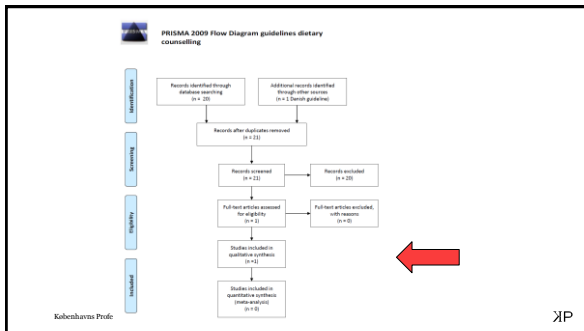 PRISMA 2009 Flow Diagram guidelines dietary
counselling
Identification
Records identified through
database searching
(n = 20)
Additional records identified
through other sources
(n = 1 Danish guideline)
Records after duplicates removed
(n = 21)
Screening
Records screened
(n = 21)
Records excluded
(n = 20)
Eligibility
Full-text articles assessed
for eligibility
(n = 1)
Full-text articles excluded,
with reasons
(n = 0)
Studies included in
qualitative synthesis
(n =1)
Included
Studies included in
quantitative synthesis
(meta-analysis)
(n = 0)
Københavns Profe
KP